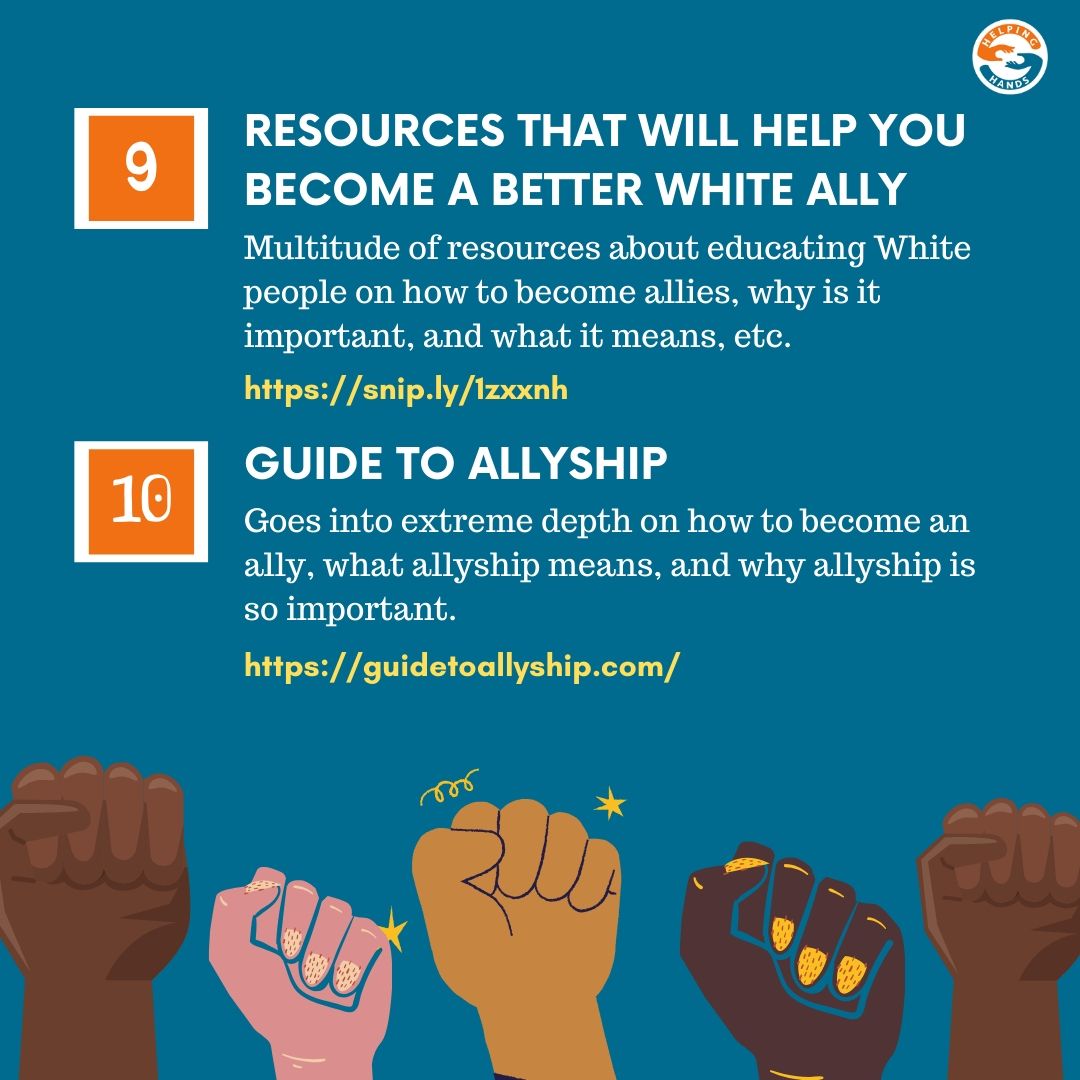 HELPING
HANDS
9
RESOURCES THAT WILL HELP YOU
BECOME A BETTER WHITE ALLY
Multitude of resources about educating White
people on how to become allies, why is it
important, and what it means, etc.
https://snip.ly/1zxxnh
10
GUIDE TO ALLYSHIP
Goes into extreme depth on how to become an
ally, what allyship means, and why allyship is
so important.
https://guidetoallyship.com/